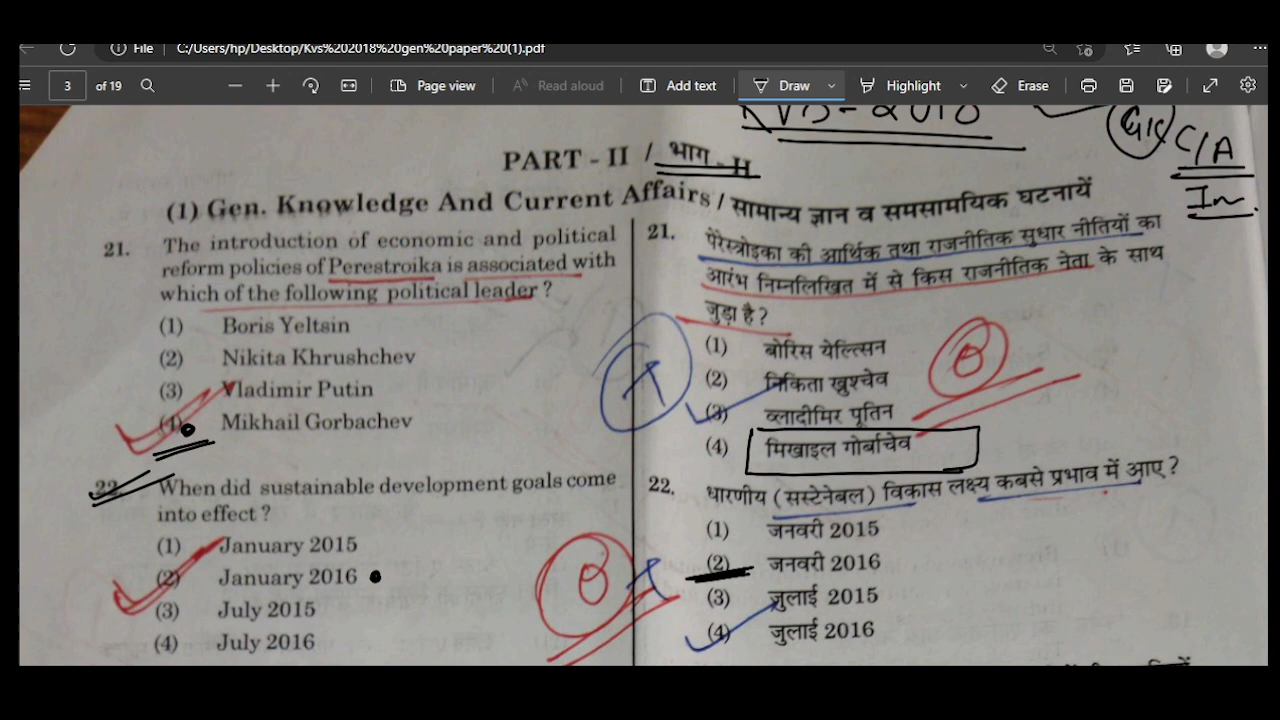 File C:/Users/hp/Desktop/Kvs%202018%20gen%20paper%20(1).pdf
3 of 19 Page view Read aloud Add text Draw Highlight Erase
KVS - 2018
C/A
PART - II / भाग - II
(1) Gen. Knowledge And Current Affairs / सामान्य ज्ञान व समसामयिक घटनायें
21. The introduction of economic and political
reform policies of Perestroika is associated with
which of the following political leader ?
(1) Boris Yeltsin
(2) Nikita Khrushchev
(3) Vladimir Putin
(4) Mikhail Gorbachev
22. When did sustainable development goals come
into effect ?
(1) January 2015
(2) January 2016
(3) July 2015
(4) July 2016
21. पेरेस्त्रोइका की आर्थिक तथा राजनीतिक सुधार नीतियों का
आरंभ निम्नलिखित में से किस राजनीतिक नेता के साथ
जुड़ा है ?
(1) बोरिस येल्त्सिन
(2) निकिता ख्रुश्चेव
(3) व्लादीमिर पूतिन
(4) मिखाइल गोर्बाचेव
22. धारणीय (सस्टेनेबल) विकास लक्ष्य कबसे प्रभाव में आए ?
(1) जनवरी 2015
(2) जनवरी 2016
(3) जुलाई 2015
(4) जुलाई 2016